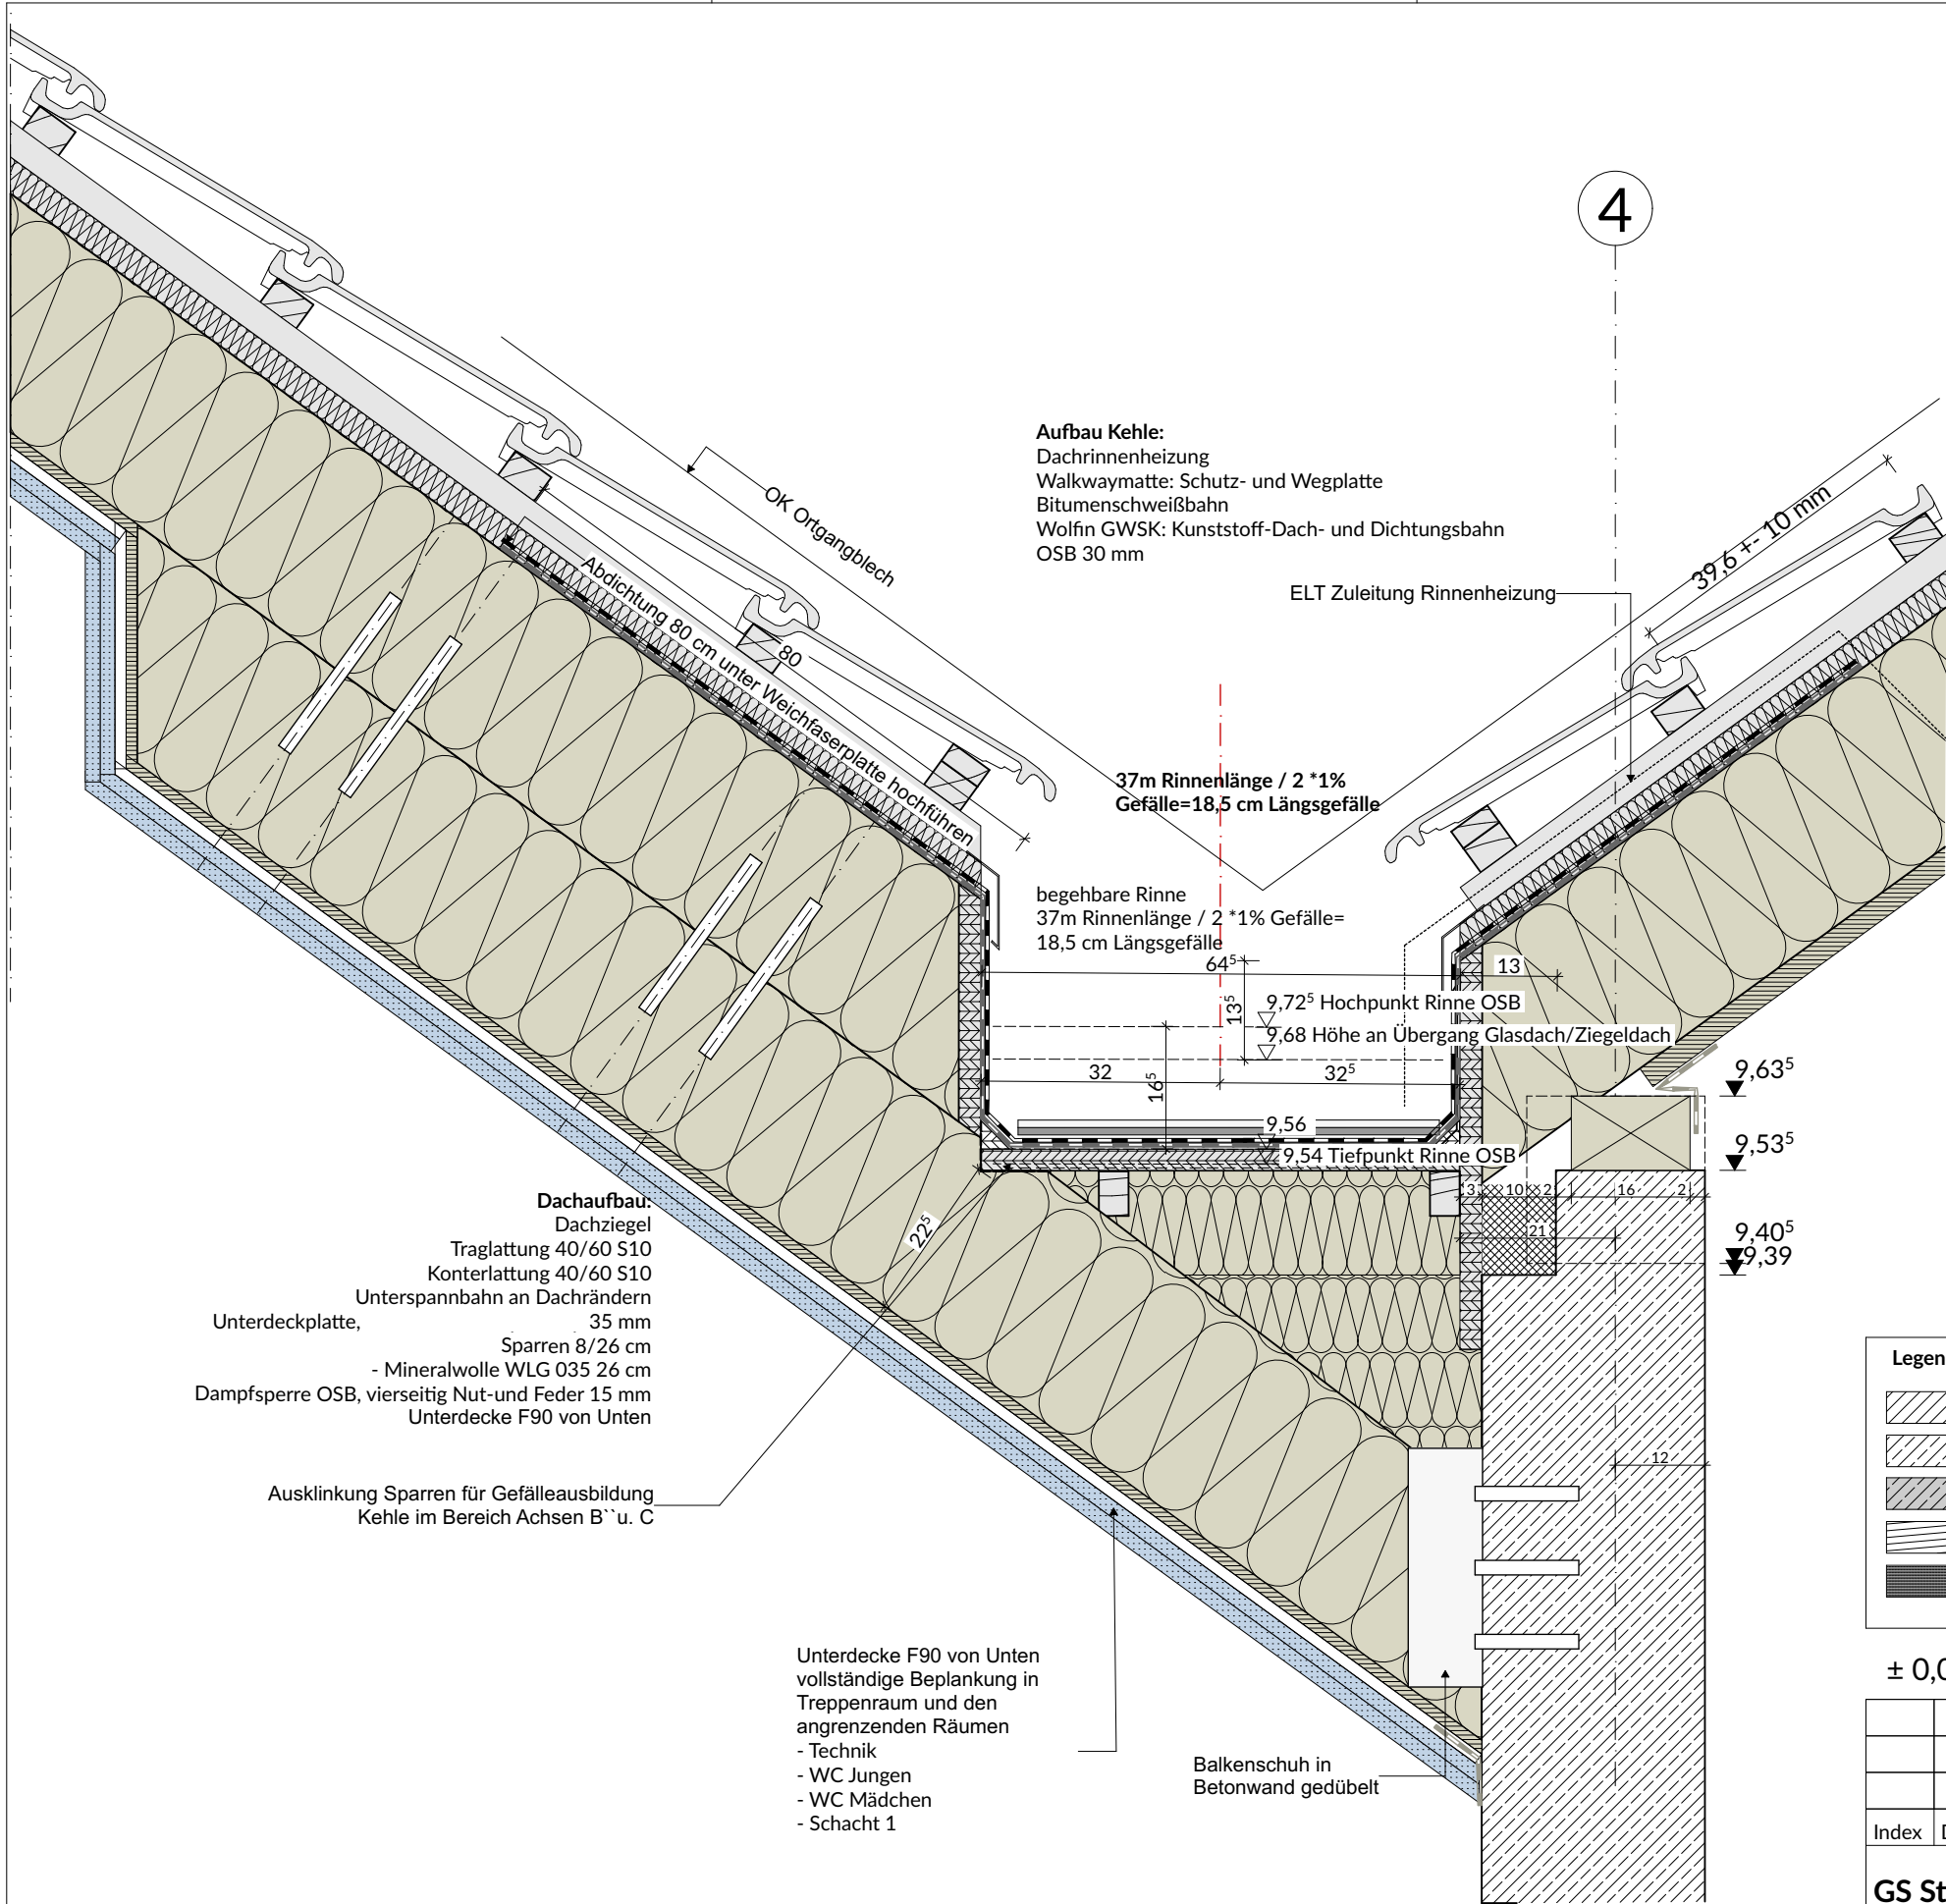 4
Aufbau Kehle:
Dachrinnenheizung
Walkwaymatte: Schutz- und Wegplatte
Bitumenschweißbahn
Wolfin GWSK: Kunststoff-Dach- und Dichtungsbahn
OSB 30 mm
OK Ortgangblech
39,6 +- 10 mm
ELT Zuleitung Rinnenheizung
Abdichtung 80 cm unter Weichfaserplatte hochführen
80
37m Rinnenlänge / 2 *1%
Gefälle=18,5 cm Längsgefälle
begehbare Rinne
37m Rinnenlänge / 2 *1% Gefälle=
18,5 cm Längsgefälle
64⁵
13
13⁵
9,72⁵ Hochpunkt Rinne OSB
9,68 Höhe an Übergang Glasdach/Ziegeldach
32
32⁵
16⁵
9,63⁵
9,56
9,54 Tiefpunkt Rinne OSB
9,53⁵
3 10 2 16 2
21
9,40⁵
9,39
22⁵
Dachaufbau:
Dachziegel
Traglattung 40/60 S10
Konterlattung 40/60 S10
Unterspannbahn an Dachrändern
Unterdeckplatte, 35 mm
Sparren 8/26 cm
- Mineralwolle WLG 035 26 cm
Dampfsperre OSB, vierseitig Nut-und Feder 15 mm
Unterdecke F90 von Unten
Ausklinkung Sparren für Gefälleausbildung
Kehle im Bereich Achsen B``u. C
12
Unterdecke F90 von Unten
vollständige Beplankung in
Treppenraum und den
angrenzenden Räumen
- Technik
- WC Jungen
- WC Mädchen
- Schacht 1
Balkenschuh in
Betonwand gedübelt
Legen
± 0,0
Index
GS St